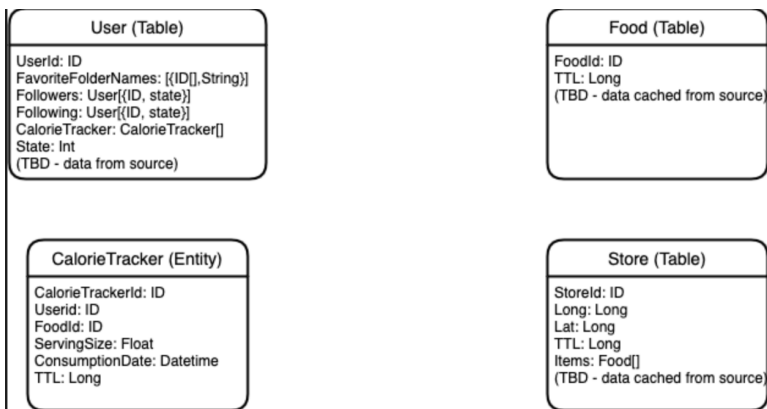 User (Table)
UserId: ID
FavoriteFolderNames: [{ID[],String}]
Followers: User[{ID, state}]
Following: User[{ID, state}]
CalorieTracker: CalorieTracker[]
State: Int
(TBD - data from source)
Food (Table)
FoodId: ID
TTL: Long
(TBD - data cached from source)
CalorieTracker (Entity)
CalorieTrackerId: ID
Userid: ID
FoodId: ID
ServingSize: Float
ConsumptionDate: Datetime
TTL: Long
Store (Table)
StoreId: ID
Long: Long
Lat: Long
TTL: Long
Items: Food[]
(TBD - data cached from source)